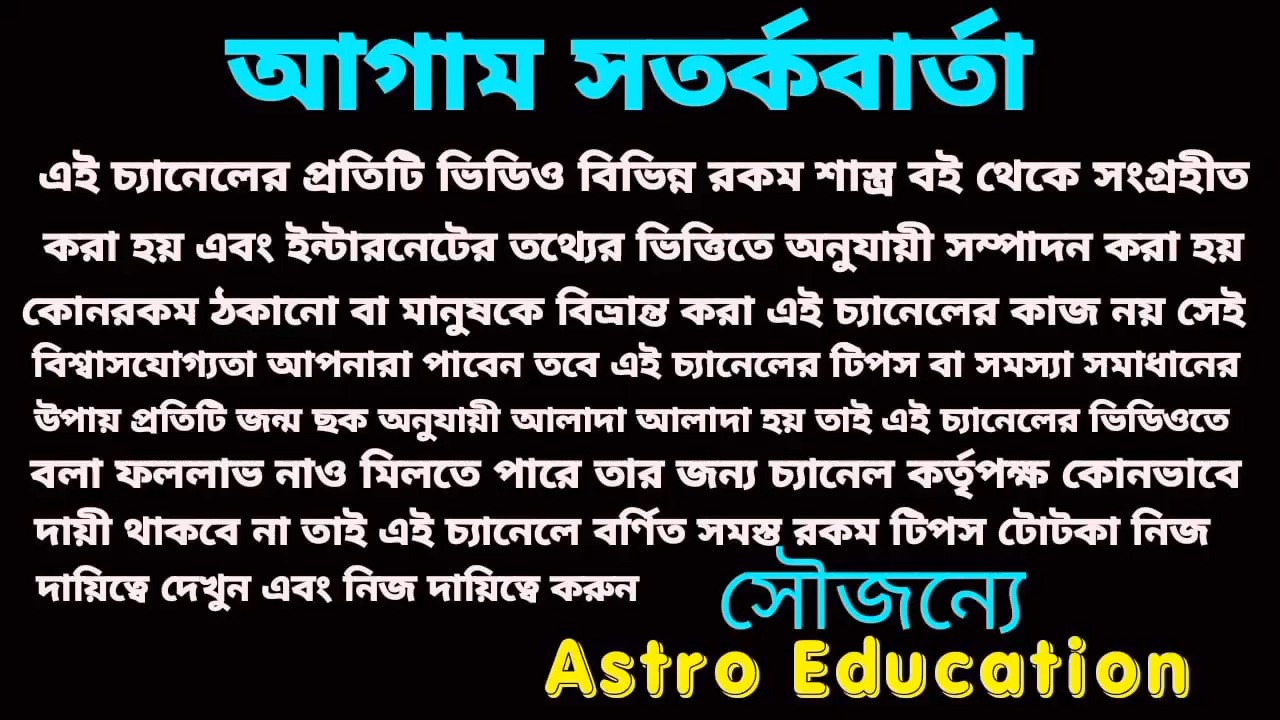 আগাম সতর্কবার্তা
এই চ্যানেলের প্রতিটি ভিডিও বিভিন্ন রকম শাস্ত্র বই থেকে সংগ্রহীত
করা হয় এবং ইন্টারনেটের তথ্যের ভিত্তিতে অনুযায়ী সম্পাদন করা হয়
কোনরকম ঠকানো বা মানুষকে বিভ্রান্ত করা এই চ্যানেলের কাজ নয় সেই
বিশ্বাসযোগ্যতা আপনারা পাবেন তবে এই চ্যানেলের টিপস বা সমস্যা সমাধানের
উপায় প্রতিটি জন্ম ছক অনুযায়ী আলাদা আলাদা হয় তাই এই চ্যানেলের ভিডিওতে
বলা ফললাভ নাও মিলতে পারে তার জন্য চ্যানেল কর্তৃপক্ষ কোনভাবে
দায়ী থাকবে না তাই এই চ্যানেলে বর্ণিত সমস্ত রকম টিপস টোটকা নিজ
দায়িত্বে দেখুন এবং নিজ দায়িত্বে করুন
সৌজন্যে
Astro Education